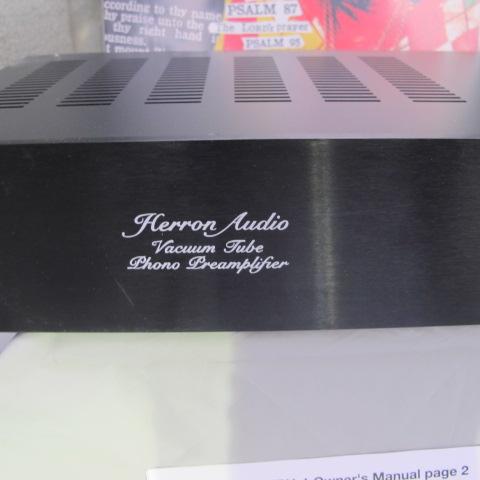 ccording to thy name
hy praise unto the
thy right hand
PSALM 87
The LORD's prayer
PSALM 95
Herron Audio
Vacuum Tube
Phono Preamplifier
Owner's Manual page 2